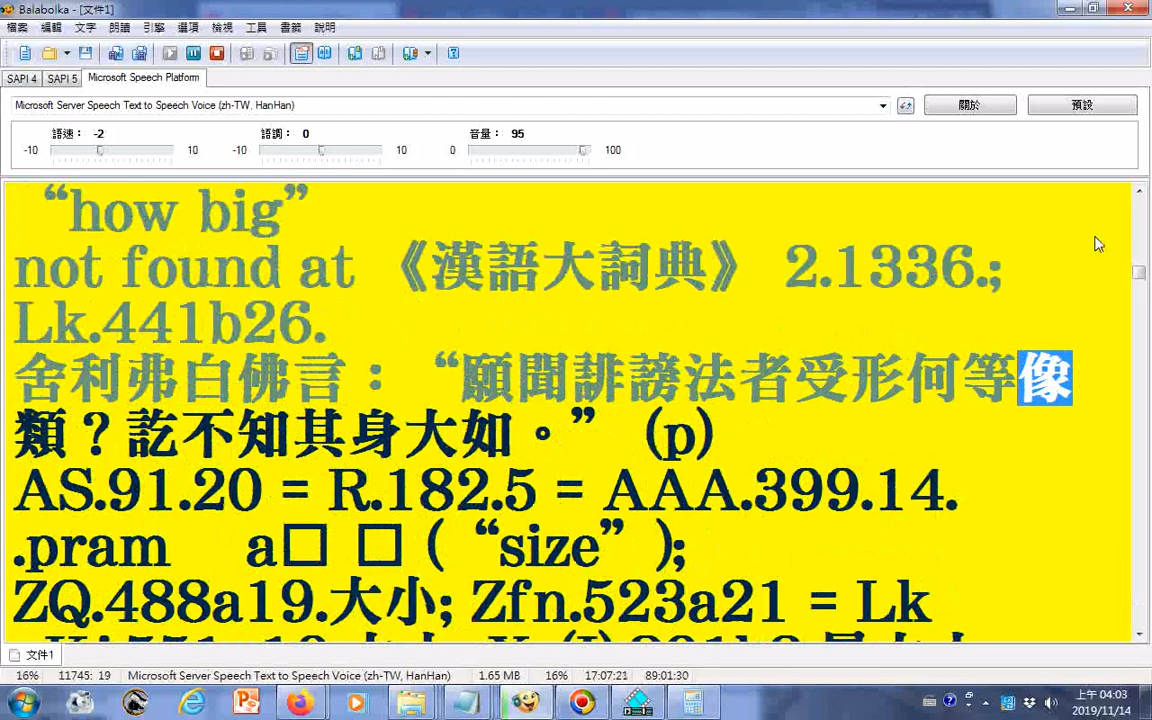 Balabolka - [文件1]
檔案 編輯 文字 朗讀 引擎 選項 檢視 工具 書籤 說明
SAPI 4 SAPI 5 Microsoft Speech Platform
Microsoft Server Speech Text to Speech Voice (zh-TW, HanHan) 關於 預設
語速： -2 語調： 0 音量： 95
-10 10 -10 10 0 100
“how big”
not found at 《漢語大詞典》 2.1336.;
Lk.441b26.
舍利弗白佛言：“願聞誹謗法者受形何等像
類？訖不知其身大如。” (p)
AS.91.20 = R.182.5 = AAA.399.14.
.pram a□ □ (“size”);
ZQ.488a19.大小; Zfn.523a21 = Lk
文件1
16% 11745: 19 Microsoft Server Speech Text to Speech Voice (zh-TW, HanHan) 1.65 MB 16% 17:07:21 89:01:30
上午 04:03
2019/11/14